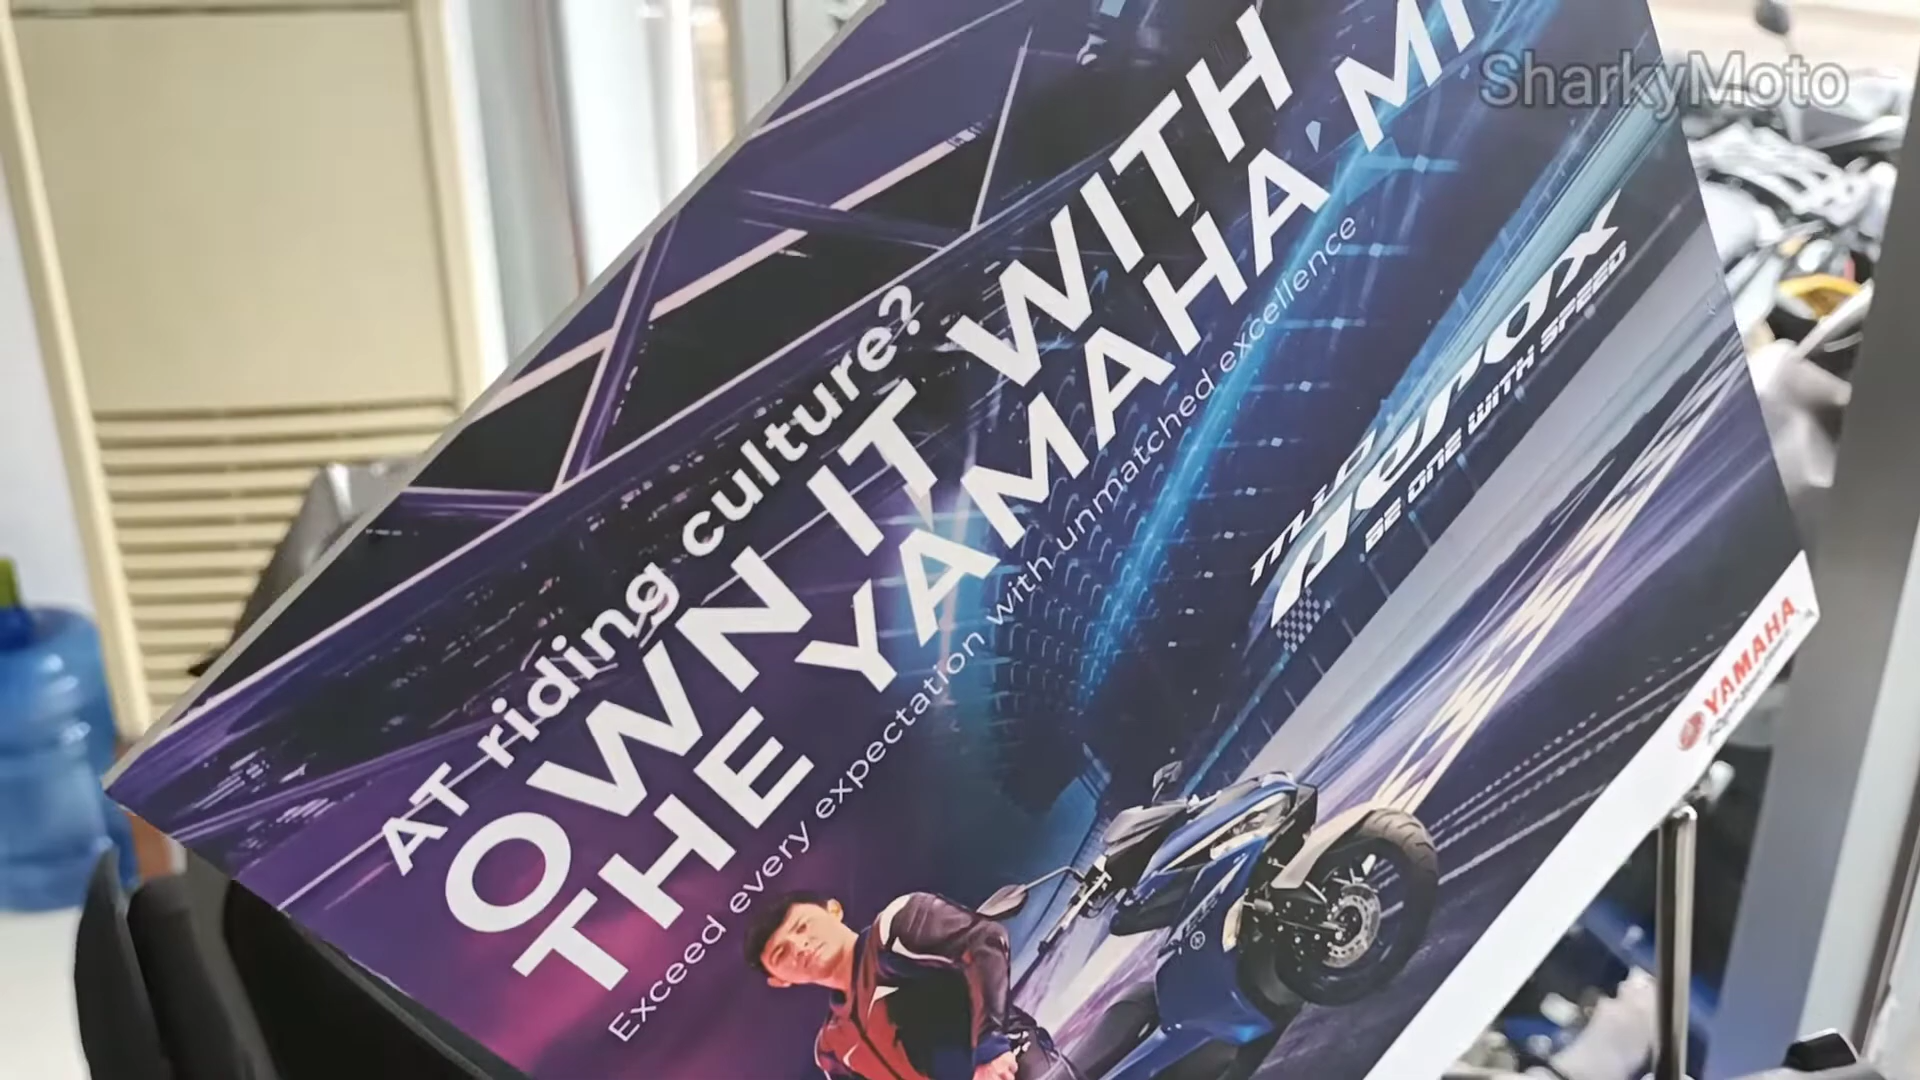 SharkyMoto
AT riding culture?
OWN IT WITH
THE YAMAHA MI
Exceed every expectation with unmatched excellence
mio
aerox
BE ONE WITH SPEED
YAMAHA